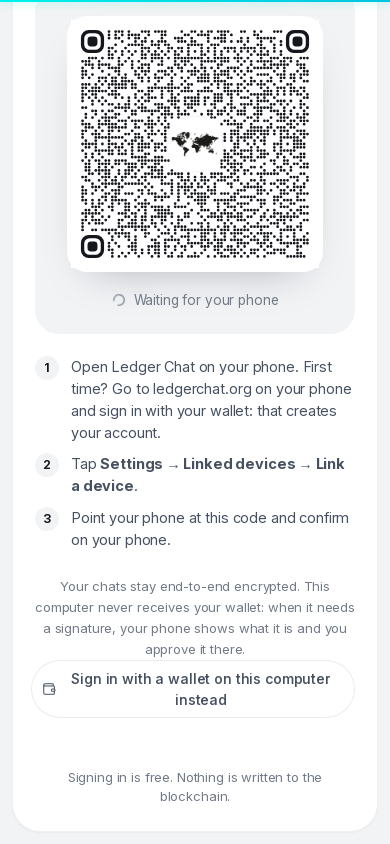 Waiting for your phone
1 Open Ledger Chat on your phone. First
time? Go to ledgerchat.org on your phone
and sign in with your wallet: that creates
your account.
2 Tap Settings → Linked devices → Link
a device.
3 Point your phone at this code and confirm
on your phone.
Your chats stay end-to-end encrypted. This
computer never receives your wallet: when it needs
a signature, your phone shows what it is and you
approve it there.
Sign in with a wallet on this computer
instead
Signing in is free. Nothing is written to the
blockchain.